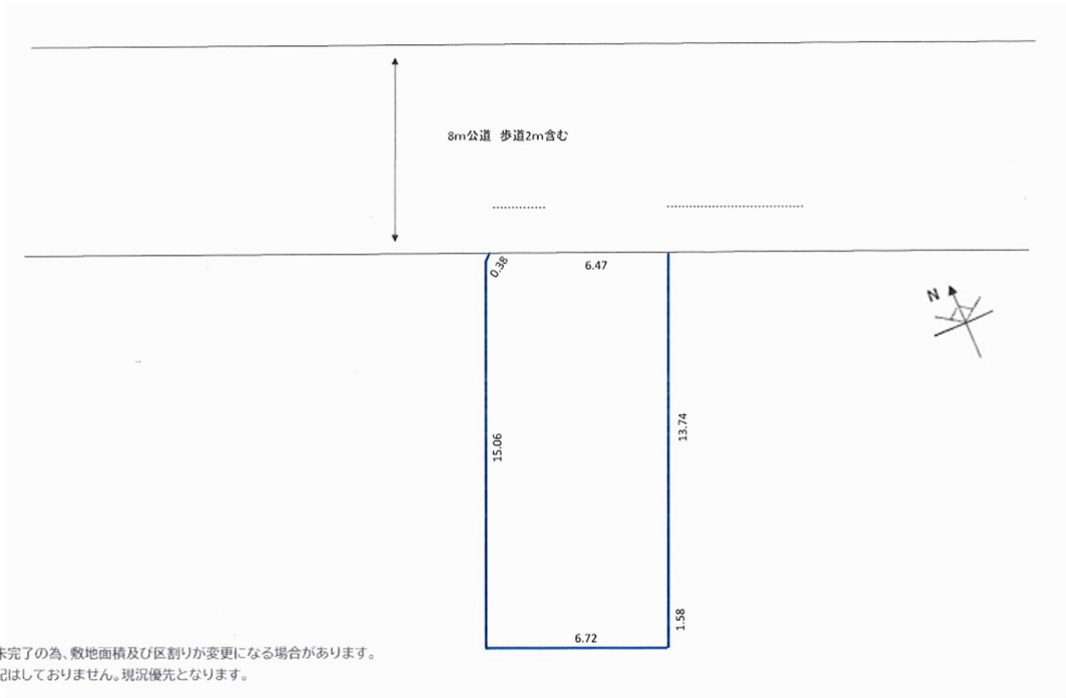 8m公道 歩道2m含む
0.38
6.47
N
15.06
13.74
1.58
6.72
未完了の為、敷地面積及び区割りが変更になる場合があります。
記はしておりません。現況優先となります。